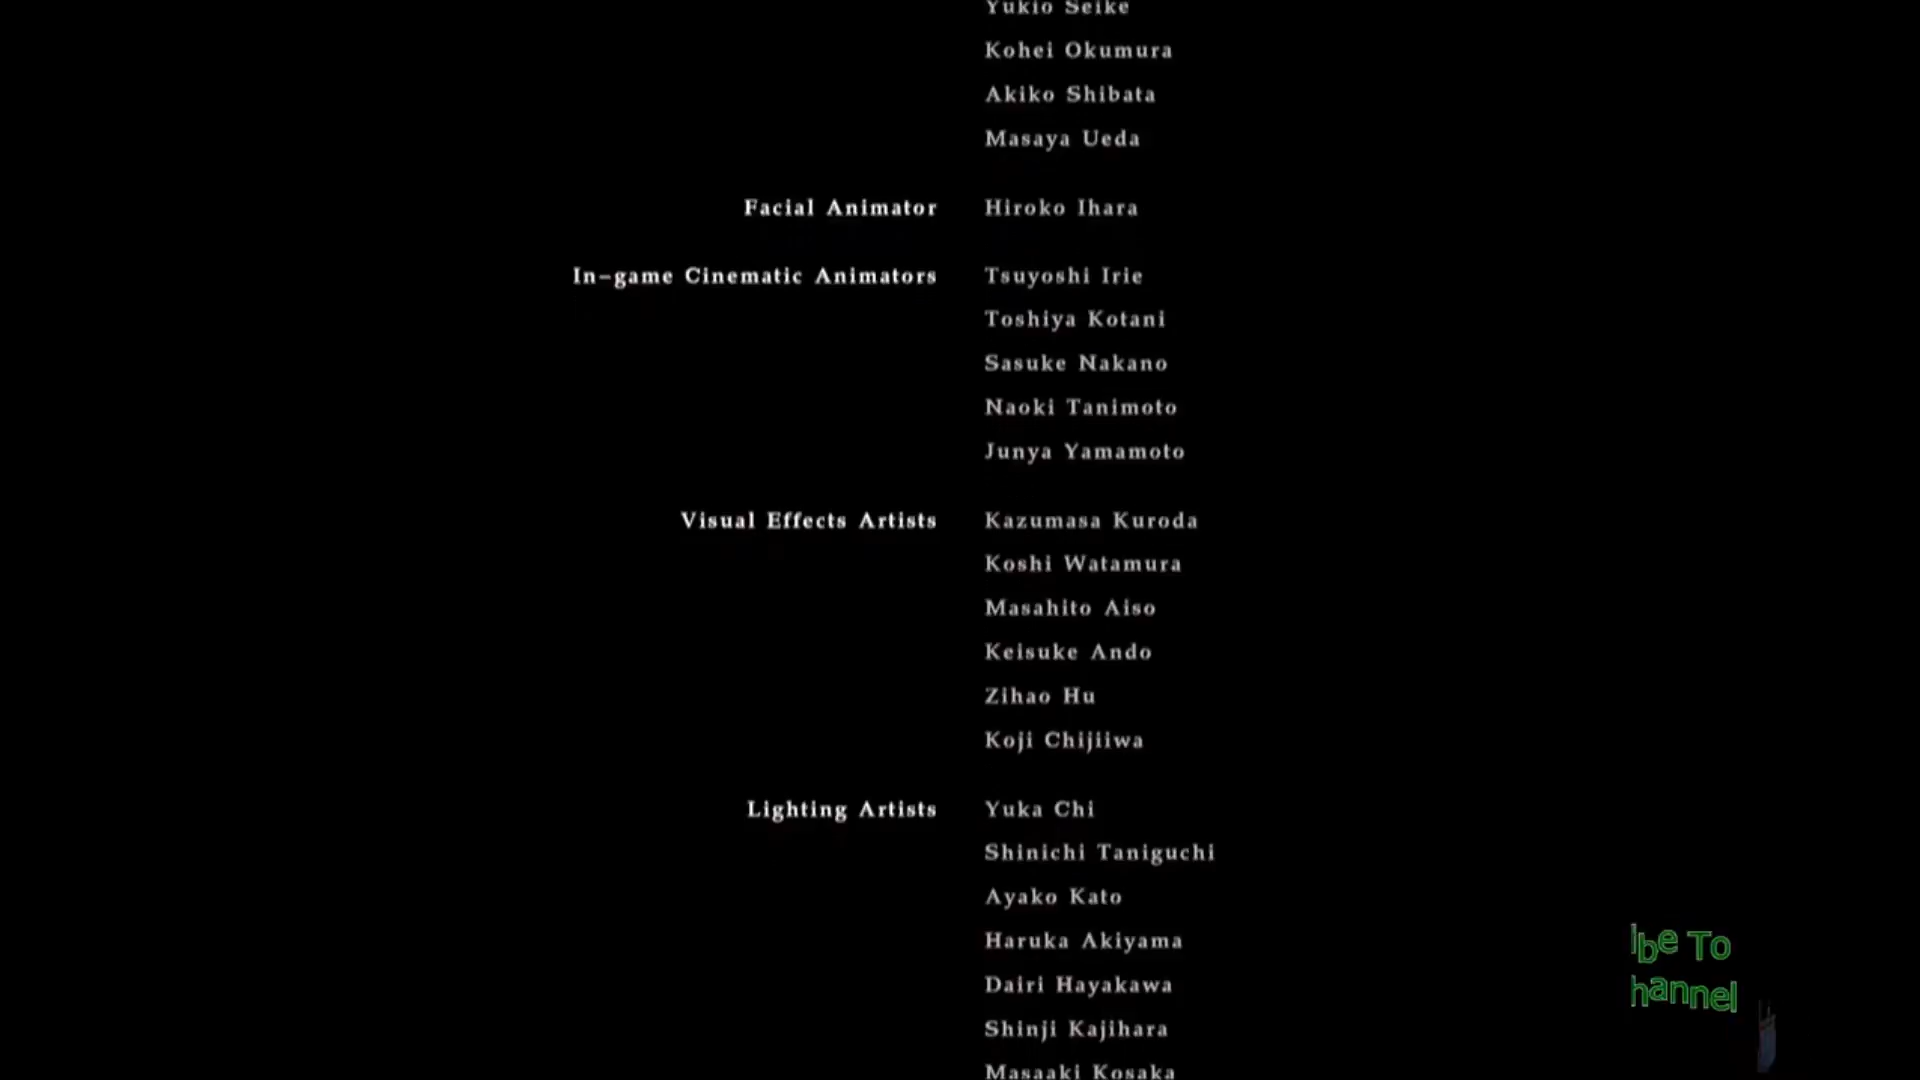 Yukio Seike
Kohei Okumura
Akiko Shibata
Masaya Ueda
Facial Animator Hiroko Ihara
In-game Cinematic Animators Tsuyoshi Irie
Toshiya Kotani
Sasuke Nakano
Naoki Tanimoto
Junya Yamamoto
Visual Effects Artists Kazumasa Kuroda
Koshi Watamura
Masahito Aiso
Keisuke Ando
Zihao Hu
Koji Chijiiwa
Lighting Artists Yuka Chi
Shinichi Taniguchi
Ayako Kato
Haruka Akiyama
Dairi Hayakawa
Shinji Kajihara
Masaaki Kosaka
ibe To
hannel